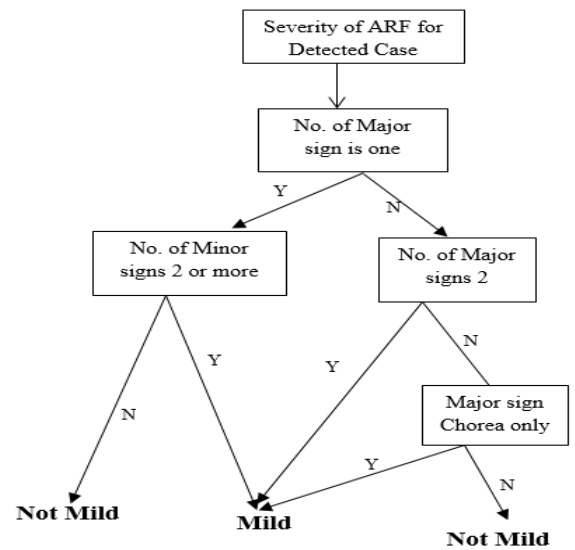 Severity of ARF for
Detected Case
No. of Major
sign is one
Y
N
No. of Minor
signs 2 or more
No. of Major
signs 2
Y
Y
N
N
Major sign
Chorea only
Y
N
Not Mild
Mild
Not Mild